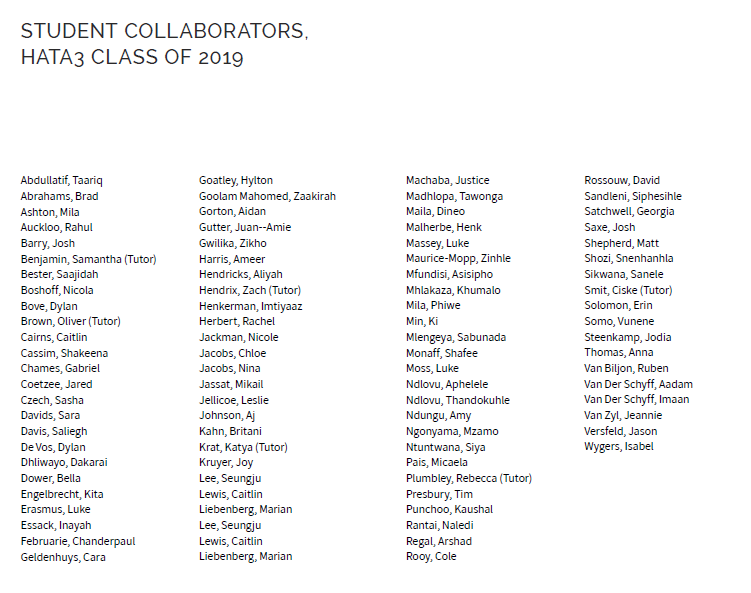 STUDENT COLLABORATORS,
HATA3 CLASS OF 2019
Abdullatif, Taariq
Abrahams, Brad
Ashton, Mila
Auckloo, Rahul
Barry, Josh
Benjamin, Samantha (Tutor)
Bester, Saajidah
Boshoff, Nicola
Bove, Dylan
Brown, Oliver (Tutor)
Cairns, Caitlin
Cassim, Shakeena
Chames, Gabriel
Coetzee, Jared
Czech, Sasha
Davids, Sara
Davis, Saliegh
De Vos, Dylan
Dhliwayo, Dakarai
Dower, Bella
Engelbrecht, Kita
Erasmus, Luke
Essack, Inayah
Februarie, Chanderpaul
Geldenhuys, Cara
Goatley, Hylton
Goolam Mahomed, Zaakirah
Gorton, Aidan
Gutter, Juan--Amie
Gwilika, Zikho
Harris, Ameer
Hendricks, Aliyah
Hendrix, Zach (Tutor)
Henkerman, Imtiyaaz
Herbert, Rachel
Jackman, Nicole
Jacobs, Chloe
Jacobs, Nina
Jassat, Mikail
Jellicoe, Leslie
Johnson, Aj
Kahn, Britani
Krat, Katya (Tutor)
Kruyer, Joy
Lee, Seungju
Lewis, Caitlin
Liebenberg, Marian
Lee, Seungju
Lewis, Caitlin
Liebenberg, Marian
Machaba, Justice
Madhlopa, Tawonga
Maila, Dineo
Malherbe, Henk
Massey, Luke
Maurice-Mopp, Zinhle
Mfundisi, Asisipho
Mhlakaza, Khumalo
Mila, Phiwe
Min, Ki
Mlengeya, Sabunada
Monaff, Shafee
Moss, Luke
Ndlovu, Aphelele
Ndlovu, Thandokuhle
Ndungu, Amy
Ngonyama, Mzamo
Ntuntwana, Siya
Pais, Micaela
Plumbley, Rebecca (Tutor)
Presbury, Tim
Punchoo, Kaushal
Rantai, Naledi
Regal, Arshad
Rooy, Cole
Rossouw, David
Sandleni, Siphesihle
Satchwell, Georgia
Saxe, Josh
Shepherd, Matt
Shozi, Snenhanhla
Sikwana, Sanele
Smit, Ciske (Tutor)
Solomon, Erin
Somo, Vunene
Steenkamp, Jodia
Thomas, Anna
Van Biljon, Ruben
Van Der Schyff, Aadam
Van Der Schyff, Imaan
Van Zyl, Jeannie
Versfeld, Jason
Wygers, Isabel